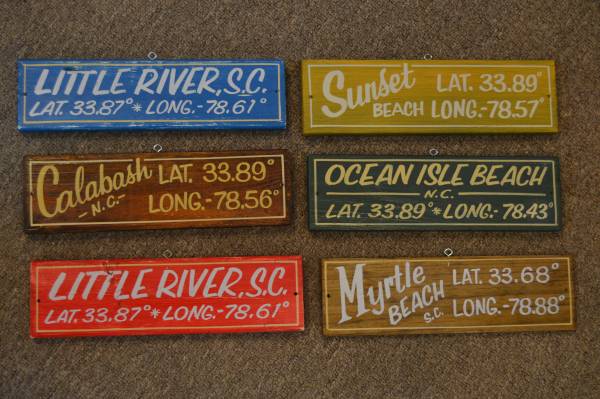 LITTLE RIVER, S.C.
LAT. 33.87° * LONG.-78.61°
Sunset BEACH
LAT. 33.89°
LONG.-78.57°
Calabash
-N.C.-
LAT. 33.89°
LONG.-78.56°
OCEAN ISLE BEACH
N.C.
LAT. 33.89° * LONG.-78.43°
LITTLE RIVER, S.C.
LAT. 33.87° * LONG.-78.61°
Myrtle
BEACH
S.C.
LAT. 33.68°
LONG.-78.88°